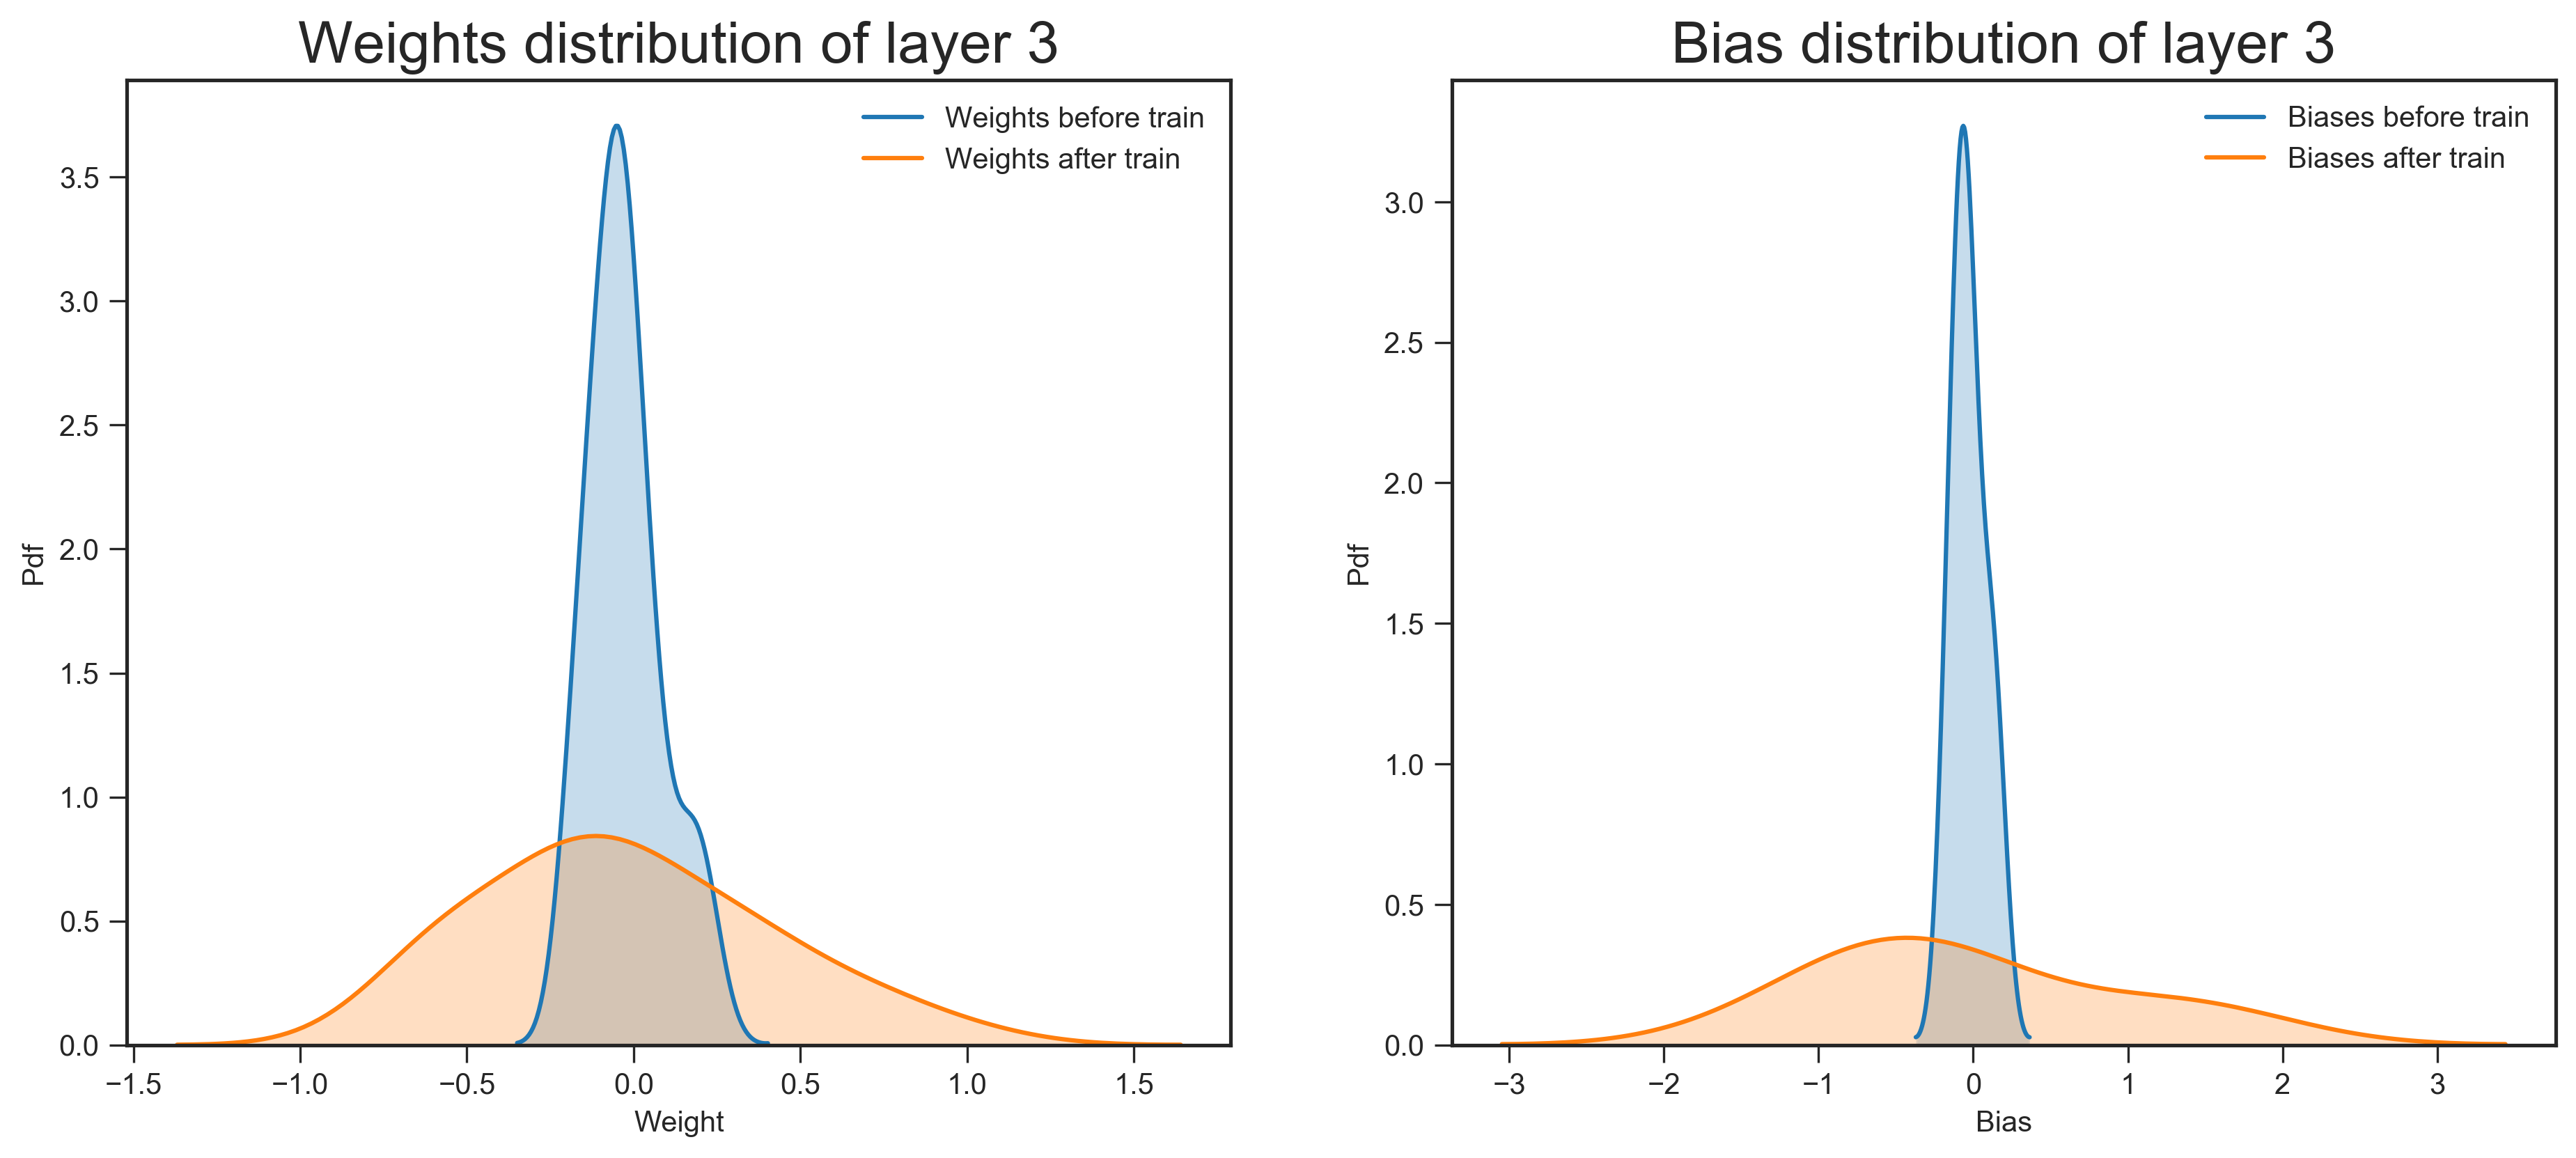 Weights distribution of layer 3
Weights before train
Weights after train
3.5
3.0
2.5
2.0
1.5
1.0
0.5
0.0
Pdf
−1.5 −1.0 −0.5 0.0 0.5 1.0 1.5
Weight
Bias distribution of layer 3
Biases before train
Biases after train
3.0
2.5
2.0
1.5
1.0
0.5
0.0
Pdf
−3 −2 −1 0 1 2 3
Bias